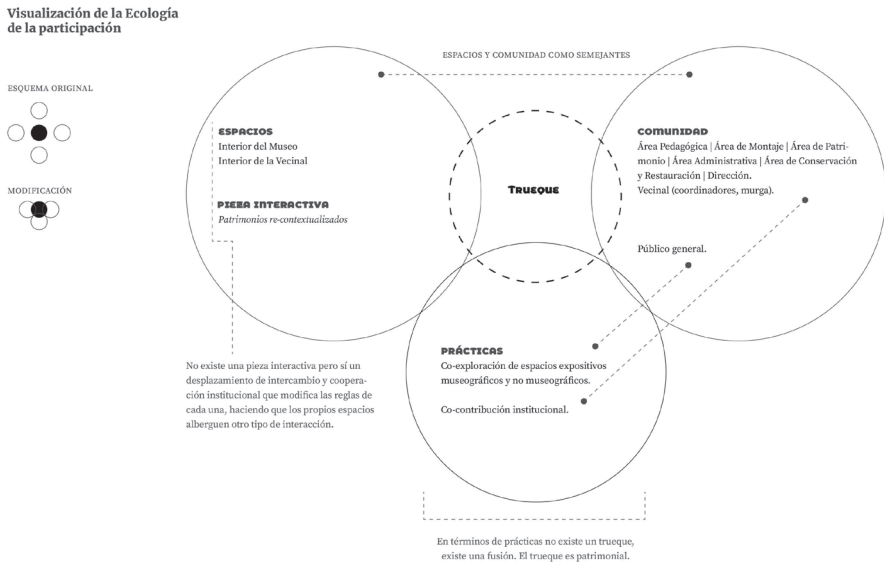 Visualización de la Ecología
de la participación
ESQUEMA ORIGINAL
MODIFICACIÓN
ESPACIOS Y COMUNIDAD COMO SEMEJANTES
ESPACIOS
Interior del Museo
Interior de la Vecinal
PIEZA INTERACTIVA
Patrimonios re-contextualizados
TRUEQUE
COMUNIDAD
Área Pedagógica | Área de Montaje | Área de Patri-
monio | Área Administrativa | Área de Conservación
y Restauración | Dirección.
Vecinal (coordinadores, murga).
Público general.
PRÁCTICAS
Co-exploración de espacios expositivos
museográficos y no museográficos.
Co-contribución institucional.
No existe una pieza interactiva pero sí un
desplazamiento de intercambio y coopera-
ción institucional que modifica las reglas de
cada una, haciendo que los propios espacios
alberguen otro tipo de interacción.
En términos de prácticas no existe un trueque,
existe una fusión. El trueque es patrimonial.